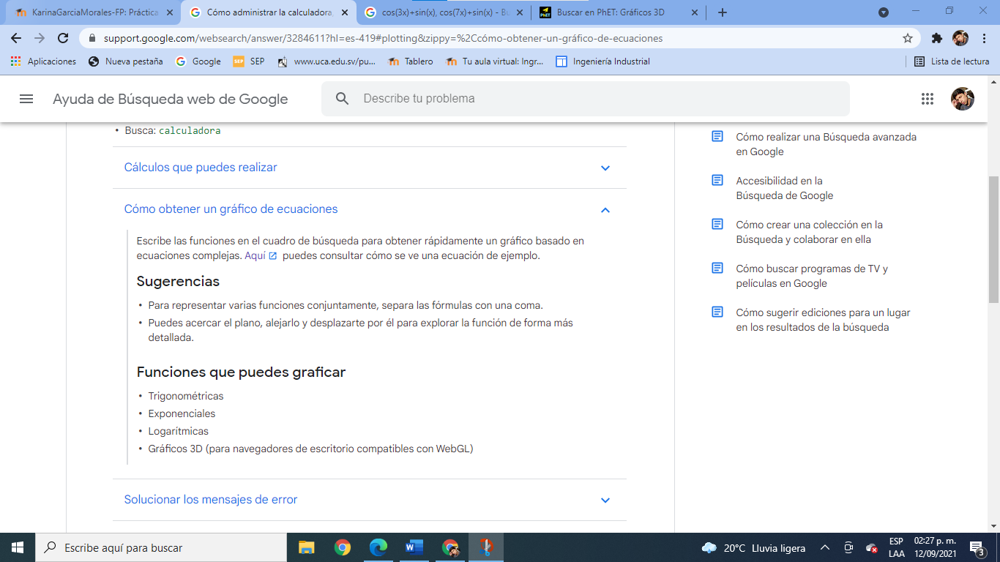 KarinaGarciaMorales-FP: Práctica
Cómo administrar la calculadora,
cos(3x)+sin(x), cos(7x)+sin(x) - Bu
Buscar en PhET: Gráficos 3D
support.google.com/websearch/answer/3284611?hl=es-419#plotting&zippy=%2Ccómo-obtener-un-gráfico-de-ecuaciones
Aplicaciones
Nueva pestaña
Google
SEP
www.uca.edu.sv/pu...
Tablero
Tu aula virtual: Ingr...
Ingeniería Industrial
Lista de lectura
Ayuda de Búsqueda web de Google
Describe tu problema
• Busca: calculadora
Cálculos que puedes realizar
Cómo obtener un gráfico de ecuaciones
Escribe las funciones en el cuadro de búsqueda para obtener rápidamente un gráfico basado en
ecuaciones complejas. Aquí puedes consultar cómo se ve una ecuación de ejemplo.
Sugerencias
• Para representar varias funciones conjuntamente, separa las fórmulas con una coma.
• Puedes acercar el plano, alejarlo y desplazarte por él para explorar la función de forma más
detallada.
Funciones que puedes graficar
• Trigonométricas
• Exponenciales
• Logarítmicas
• Gráficos 3D (para navegadores de escritorio compatibles con WebGL)
Solucionar los mensajes de error
Cómo realizar una Búsqueda avanzada
en Google
Accesibilidad en la
Búsqueda de Google
Cómo crear una colección en la
Búsqueda y colaborar en ella
Cómo buscar programas de TV y
películas en Google
Cómo sugerir ediciones para un lugar
en los resultados de la búsqueda
Escribe aquí para buscar
20°C Lluvia ligera
ESP
LAA
02:27 p. m.
12/09/2021
3